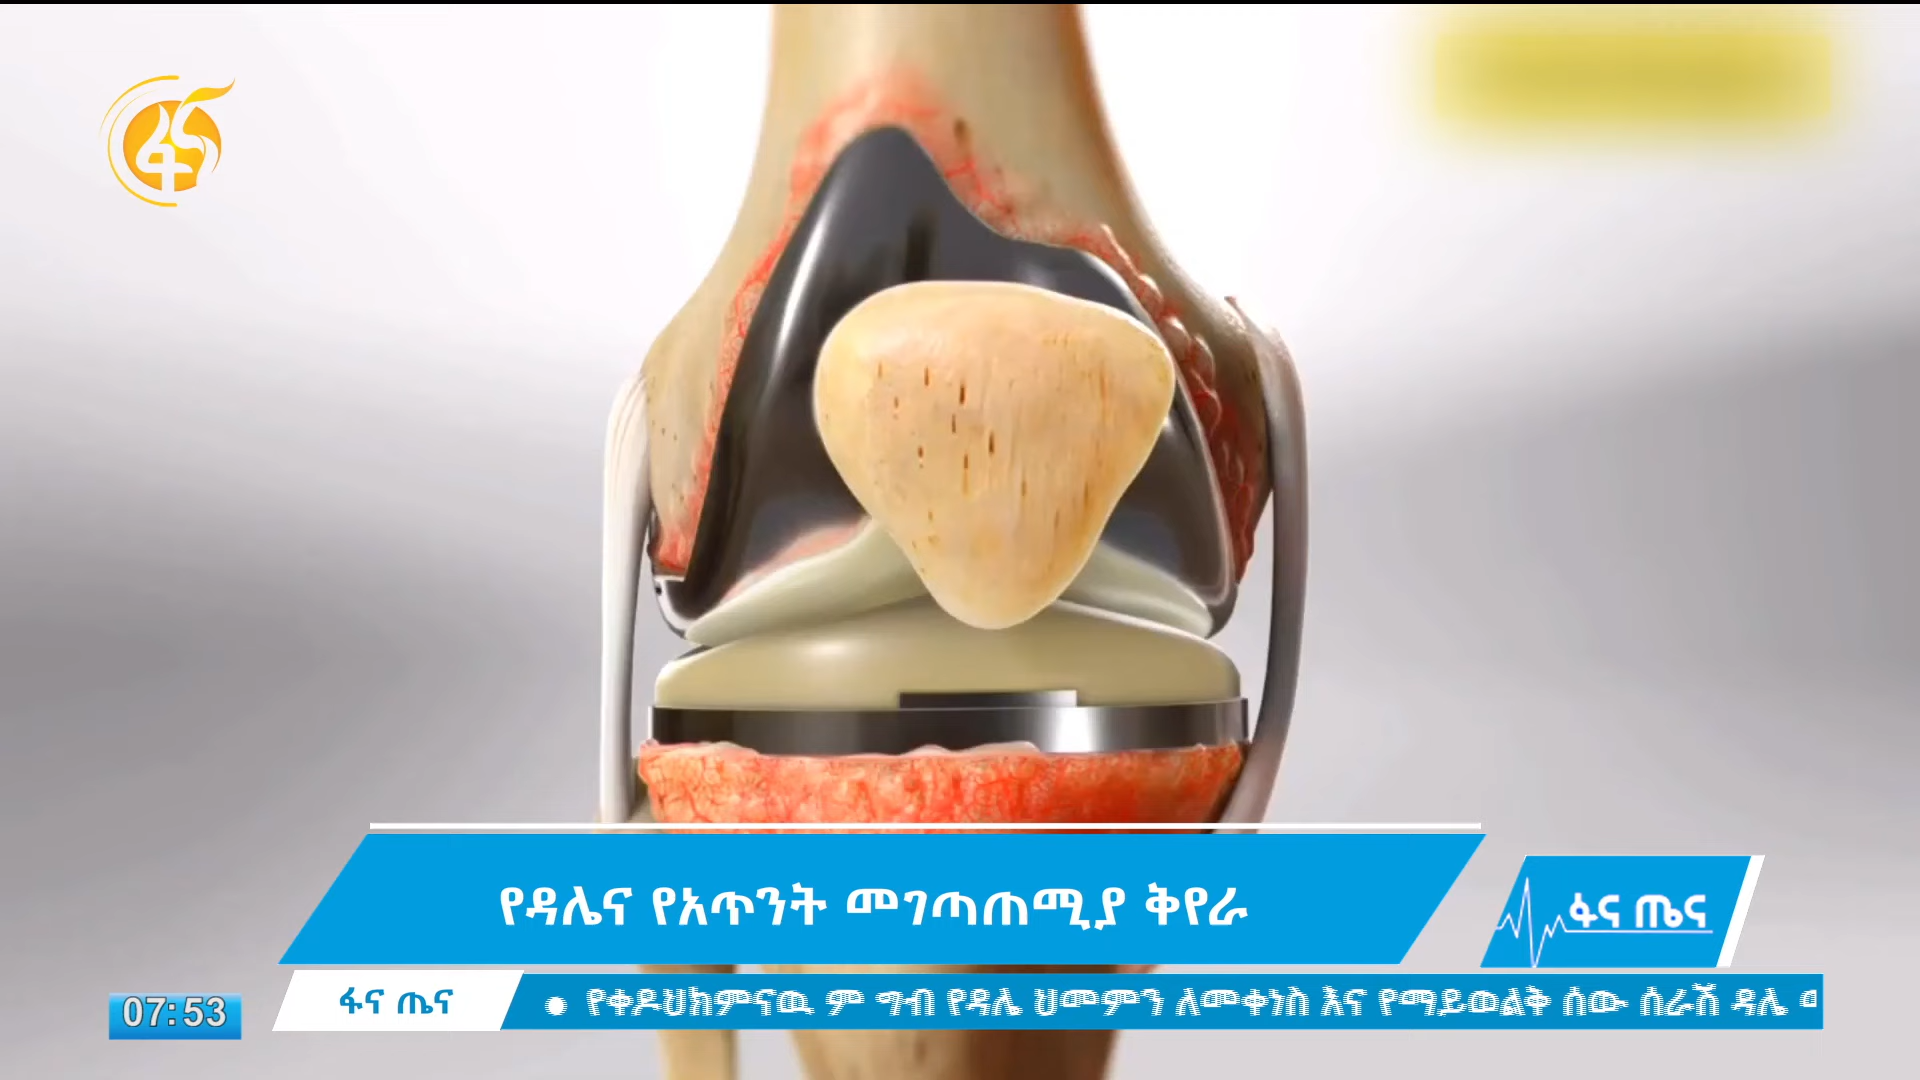 ፋና
የዳሌና የአጥንት መገጣጠሚያ ቅየራ
ፋና ጤና
07:53
ፋና ጤና
● የቀዶህክምናዉ ም ግብ የዳሌ ህመምን ለመቀነስ እና የማይወልቅ ሰው ሰራሽ ዳሌ